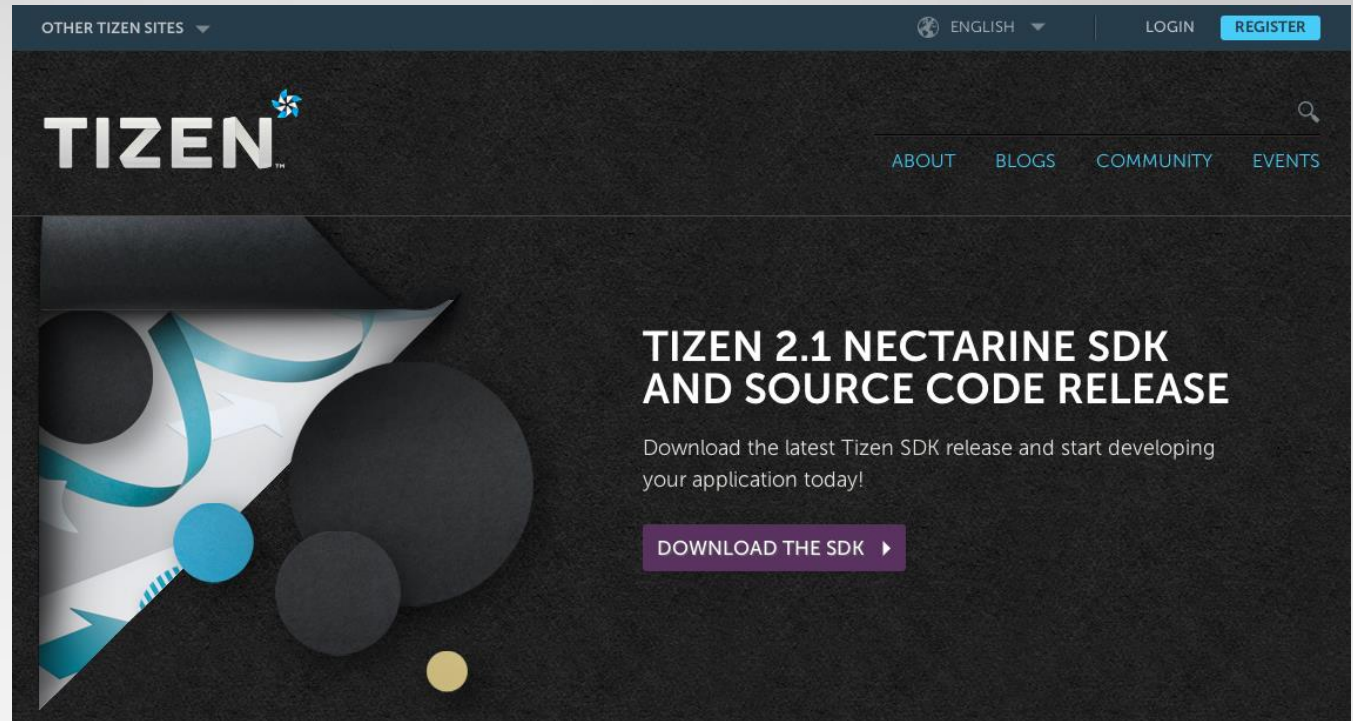 OTHER TIZEN SITES
ENGLISH
LOGIN
REGISTER
TIZEN™
ABOUT
BLOGS
COMMUNITY
EVENTS
TIZEN 2.1 NECTARINE SDK
AND SOURCE CODE RELEASE
Download the latest Tizen SDK release and start developing
your application today!
DOWNLOAD THE SDK